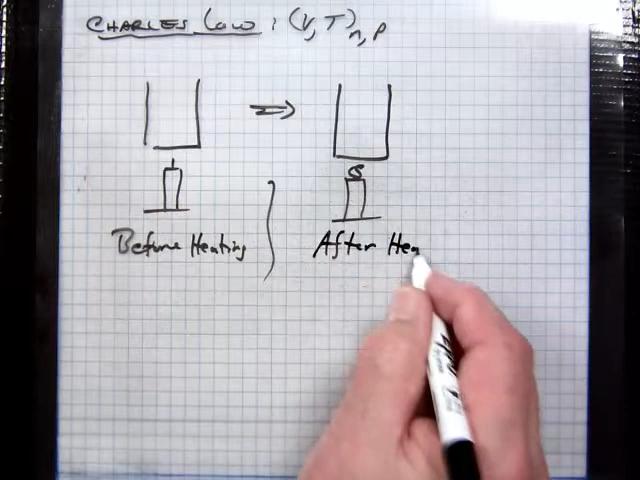 CHARLES LAW : (V, T)n, P
Before Heating
After Hea